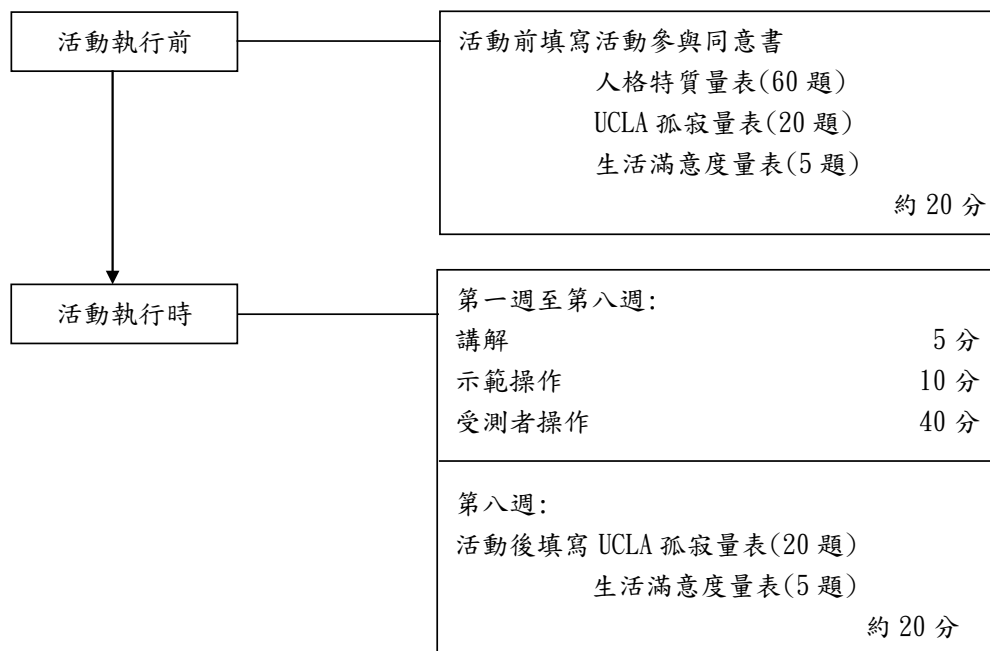 活動執行前
活動前填寫活動參與同意書
人格特質量表(60 題)
UCLA 孤寂量表(20 題)
生活滿意度量表(5 題)
約 20 分
活動執行時
第一週至第八週:
講解 5 分
示範操作 10 分
受測者操作 40 分
第八週:
活動後填寫 UCLA 孤寂量表(20 題)
生活滿意度量表(5 題)
約 20 分